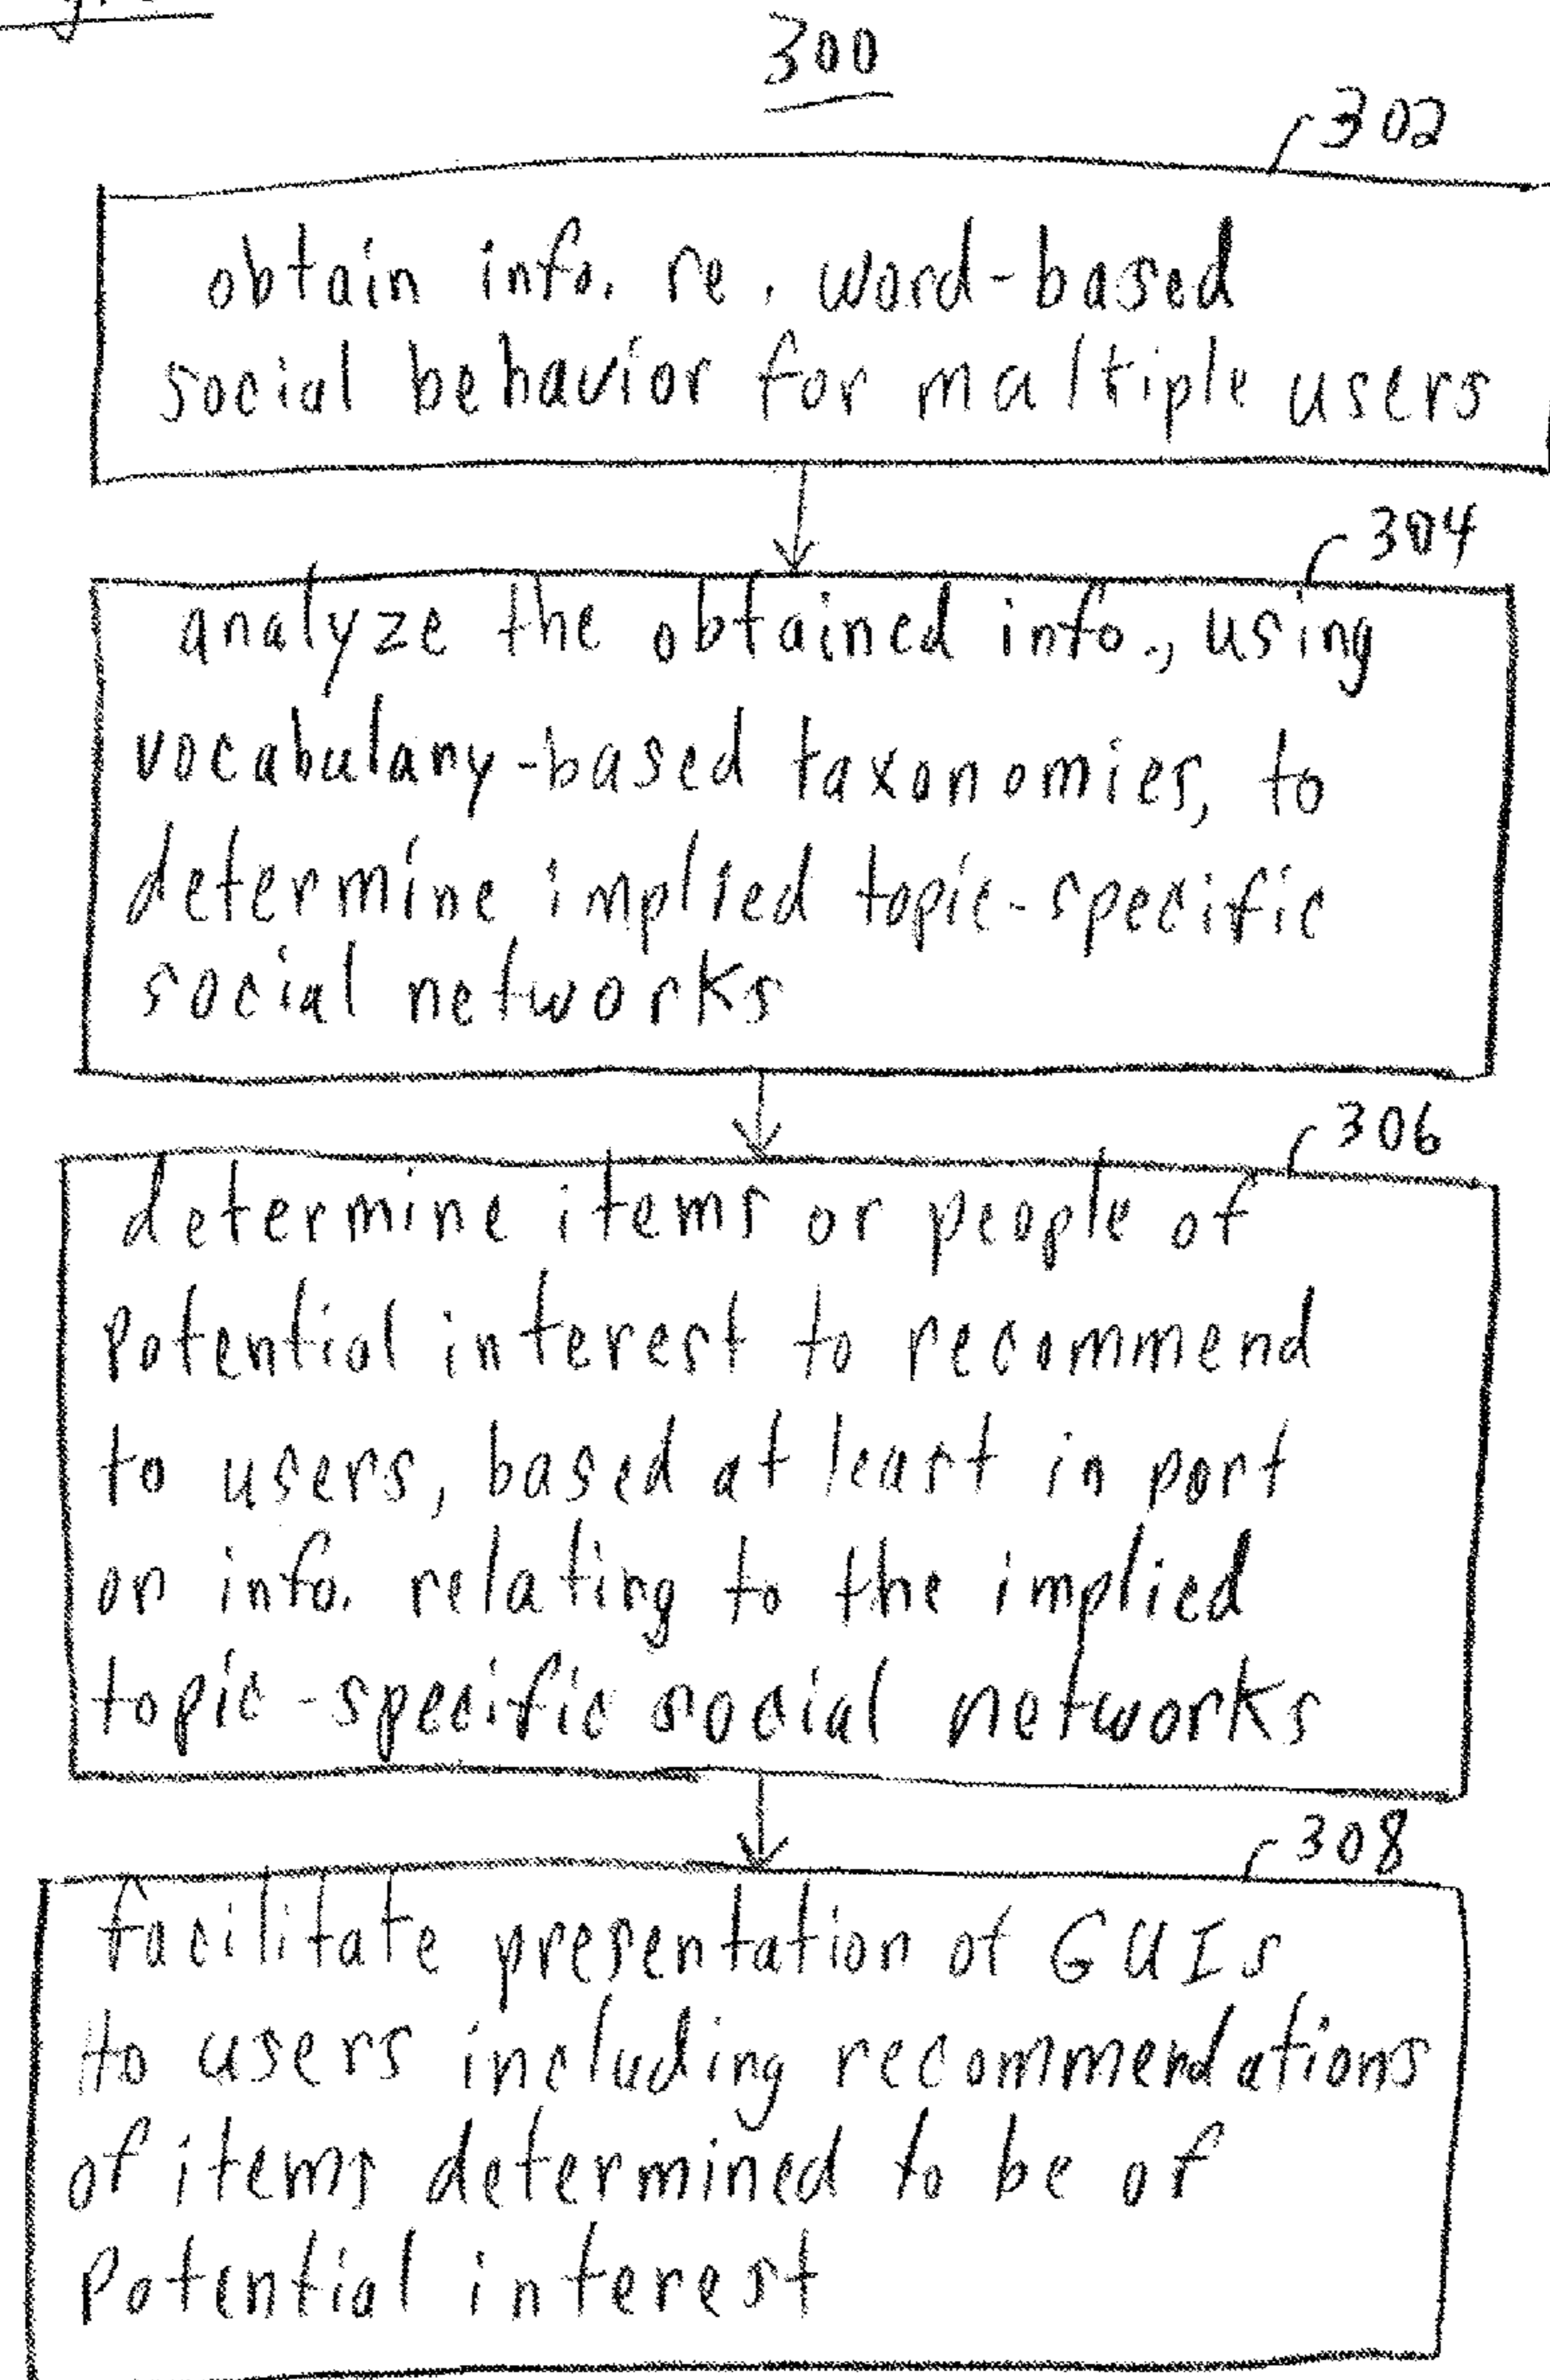 300
302
obtain info. re. word-based
social behavior for multiple users
304
analyze the obtained info., using
vocabulary-based taxonomies, to
determine implied topic-specific
social networks
306
determine items or people of
potential interest to recommend
to users, based at least in part
on info. relating to the implied
topic-specific social networks
308
facilitate presentation of GUIs
to users including recommendations
of items determined to be of
potential interest